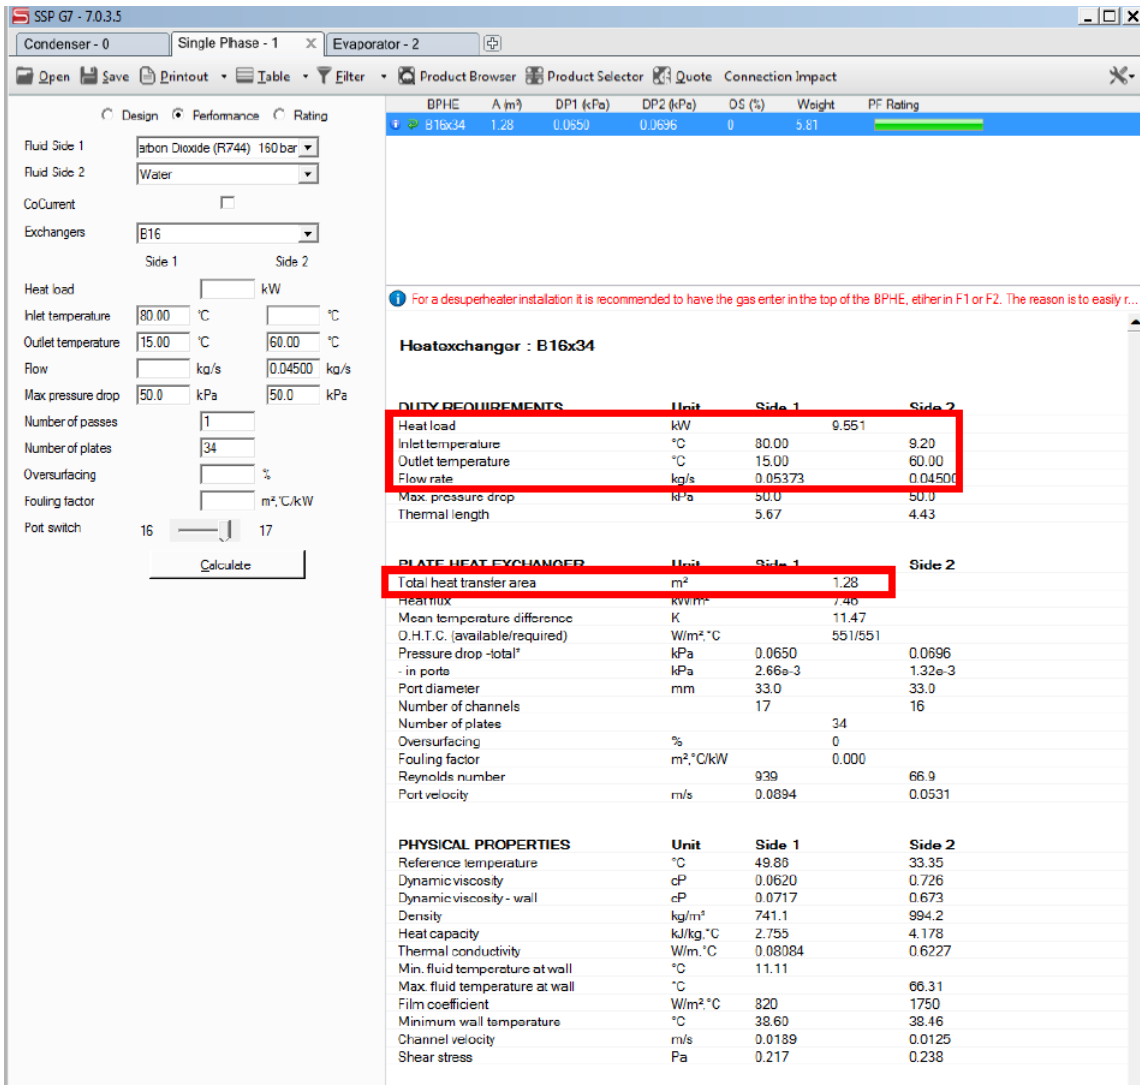 SSP G7 - 7.0.3.5
Condenser - 0 Single Phase - 1 Evaporator - 2
Open Save Printout Table Filter Product Browser Product Selector Quote Connection Impact
Design Performance Rating
Fluid Side 1 arbon Dioxide (R744) 160 bar
Fluid Side 2 Water
CoCurrent
Exchangers B16
Side 1 Side 2
Heat load kW
Inlet temperature 80.00 °C °C
Outlet temperature 15.00 °C 60.00 °C
Flow kg/s 0.04500 kg/s
Max pressure drop 50.0 kPa 50.0 kPa
Number of passes 1
Number of plates 34
Oversurfacing %
Fouling factor m²,°C/kW
Port switch 16 17
Calculate
BPHE A (m²) DP1 (kPa) DP2 (kPa) OS (%) Weight PF Rating
B16x34 1.28 0.0650 0.0696 0 5.81
For a desuperheater installation it is recommended to have the gas enter in the top of the BPHE, etiher in F1 or F2. The reason is to easily r...
Heatexchanger : B16x34
DUTY REQUIREMENTS Unit Side 1 Side 2
Heat load kW 9.551
Inlet temperature °C 80.00 9.20
Outlet temperature °C 15.00 60.00
Flow rate kg/s 0.05373 0.04500
Max. pressure drop kPa 50.0 50.0
Thermal length 5.67 4.43
PLATE HEAT EXCHANGER Unit Side 1 Side 2
Total heat transfer area m² 1.28
Heat flux kW/m² 7.46
Mean temperature difference K 11.47
O.H.T.C. (available/required) W/m²,°C 551/551
Pressure drop -total* kPa 0.0650 0.0696
- in ports kPa 2.66e-3 1.32e-3
Port diameter mm 33.0 33.0
Number of channels 17 16
Number of plates 34
Oversurfacing % 0
Fouling factor m²,°C/kW 0.000
Reynolds number 939 66.9
Port velocity m/s 0.0894 0.0531
PHYSICAL PROPERTIES Unit Side 1 Side 2
Reference temperature °C 49.86 33.35
Dynamic viscosity cP 0.0620 0.726
Dynamic viscosity - wall cP 0.0717 0.673
Density kg/m³ 741.1 994.2
Heat capacity kJ/kg,°C 2.755 4.178
Thermal conductivity W/m,°C 0.08084 0.6227
Min. fluid temperature at wall °C 11.11
Max. fluid temperature at wall °C 66.31
Film coefficient W/m²,°C 820 1750
Minimum wall temperature °C 38.60 38.46
Channel velocity m/s 0.0189 0.0125
Shear stress Pa 0.217 0.238